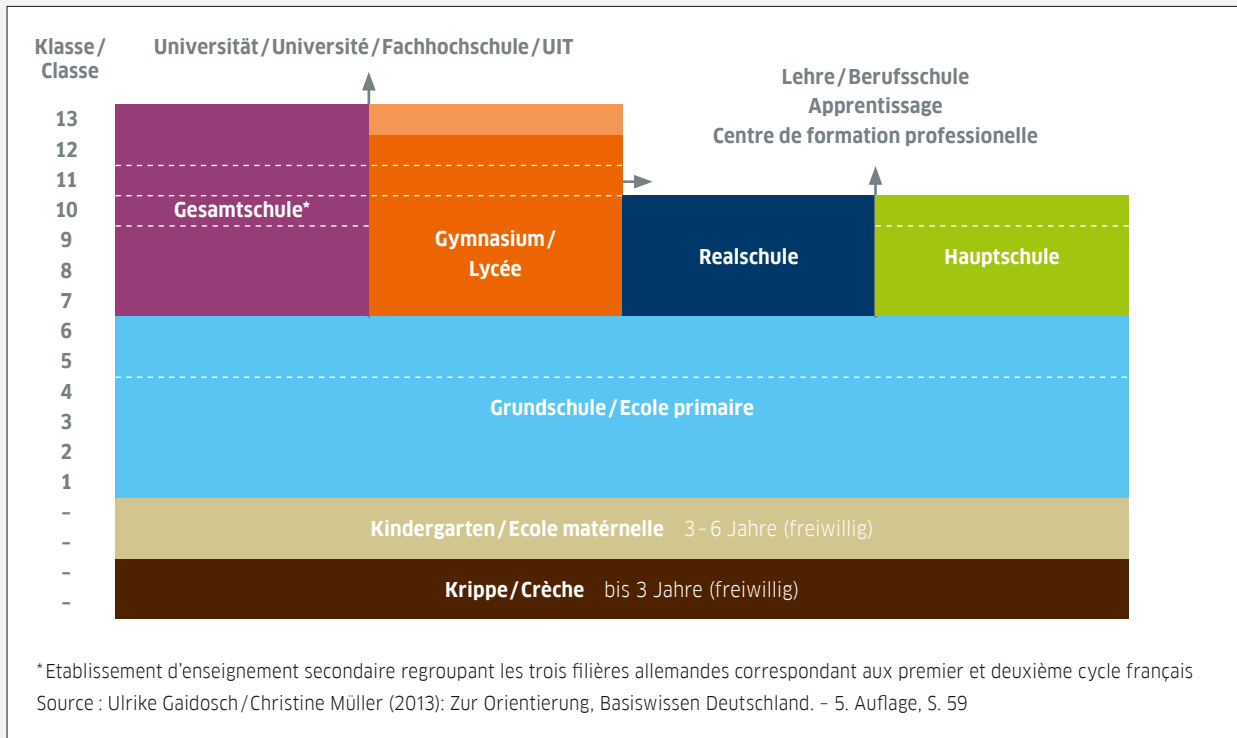 Klasse / Classe
Universität / Université / Fachhochschule / UIT
Lehre / Berufsschule
Apprentissage
Centre de formation professionelle
13
12
11
10
9
8
7
6
5
4
3
2
1
–
–
–
–
Gesamtschule*
Gymnasium /
Lycée
Realschule
Hauptschule
Grundschule / Ecole primaire
Kindergarten / Ecole matérnelle 3 – 6 Jahre (freiwillig)
Krippe / Crèche bis 3 Jahre (freiwillig)
* Etablissement d’enseignement secondaire regroupant les trois filières allemandes correspondant aux premier et deuxième cycle français
Source : Ulrike Gaidosch / Christine Müller (2013): Zur Orientierung, Basiswissen Deutschland. – 5. Auflage, S. 59